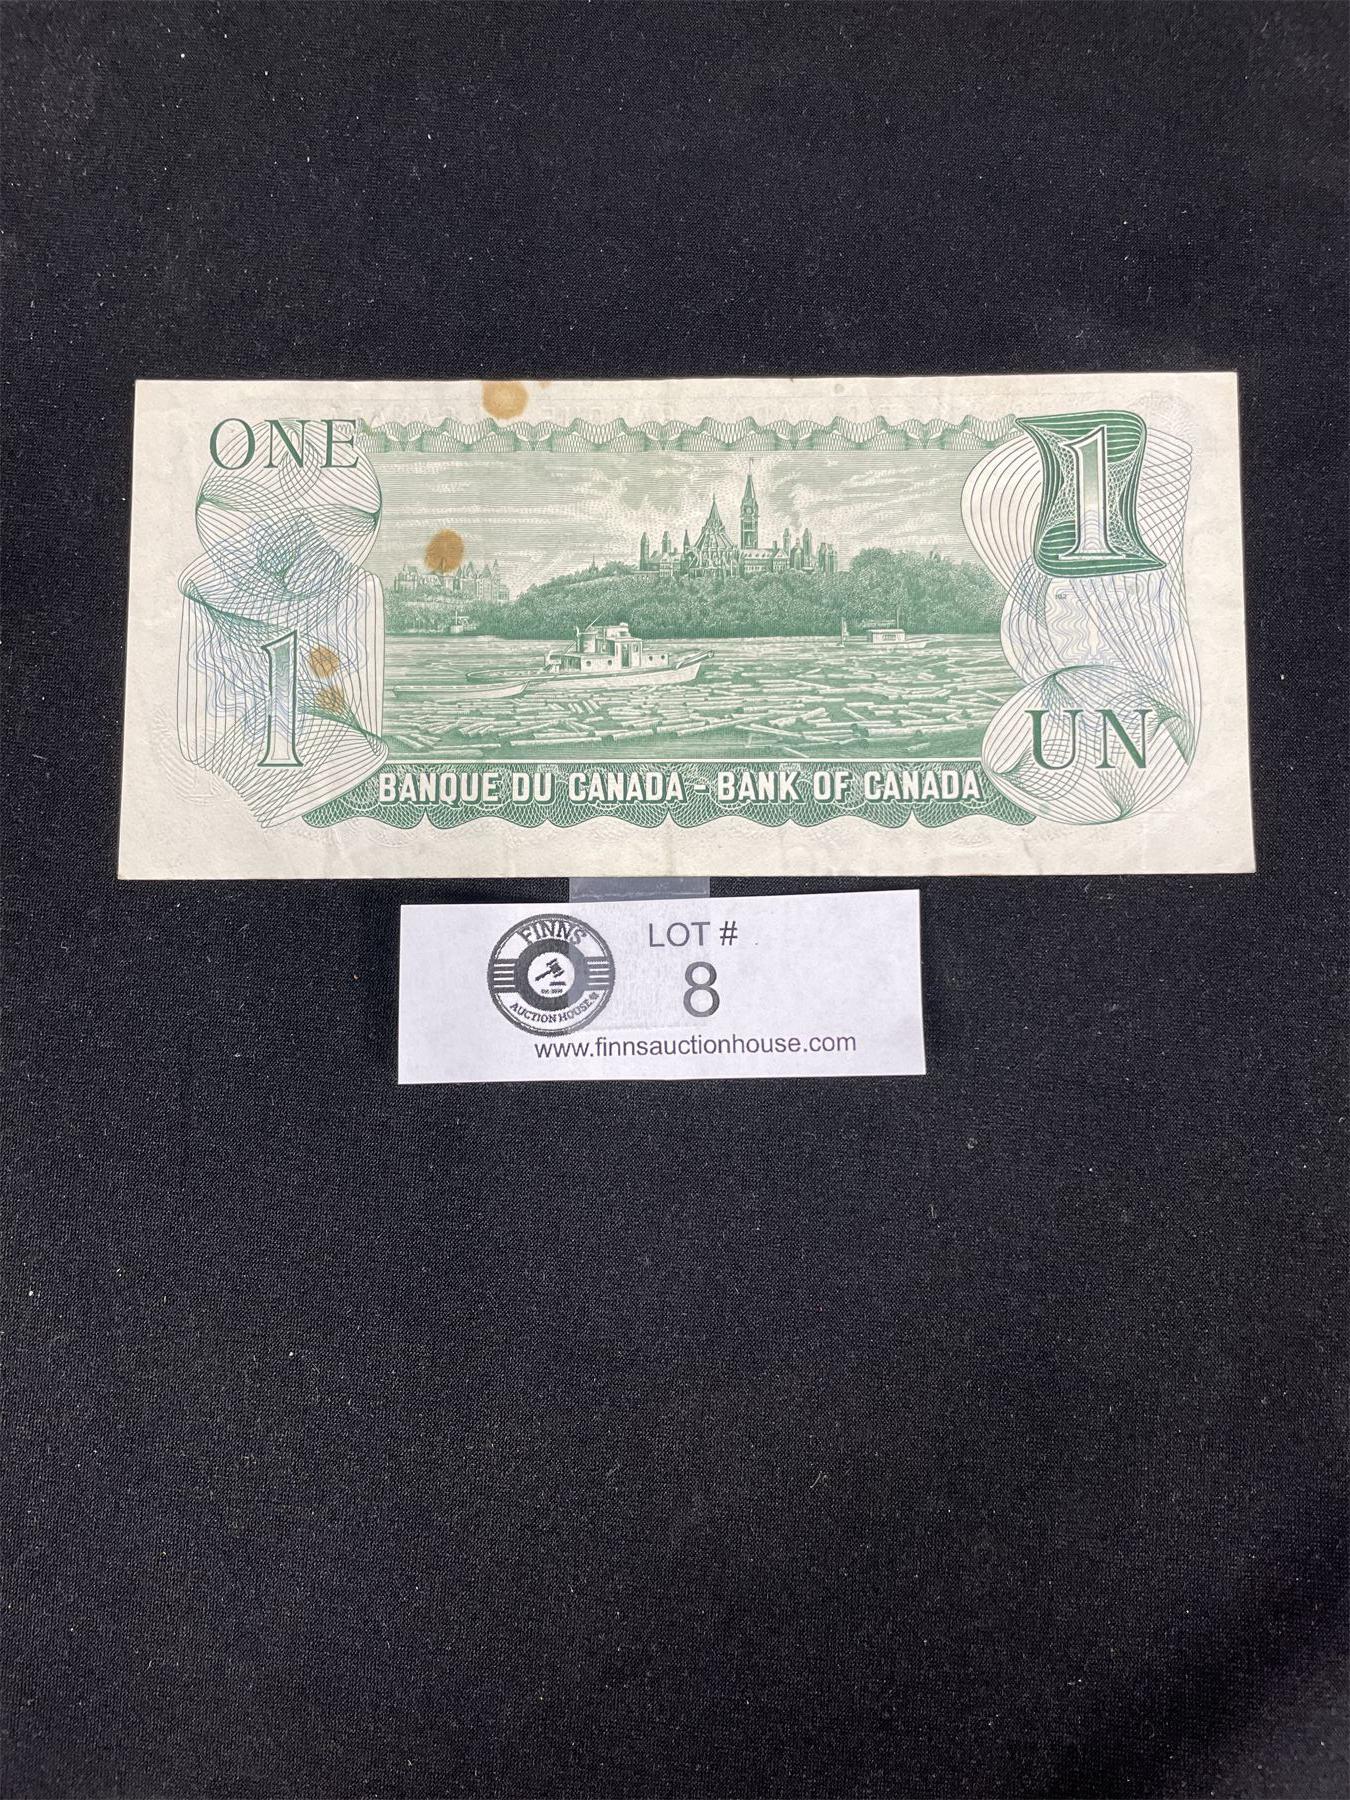 ONE
1
1
UN
BANQUE DU CANADA - BANK OF CANADA
FINNS
AUCTION HOUSE
LOT #
8
www.finnsauctionhouse.com